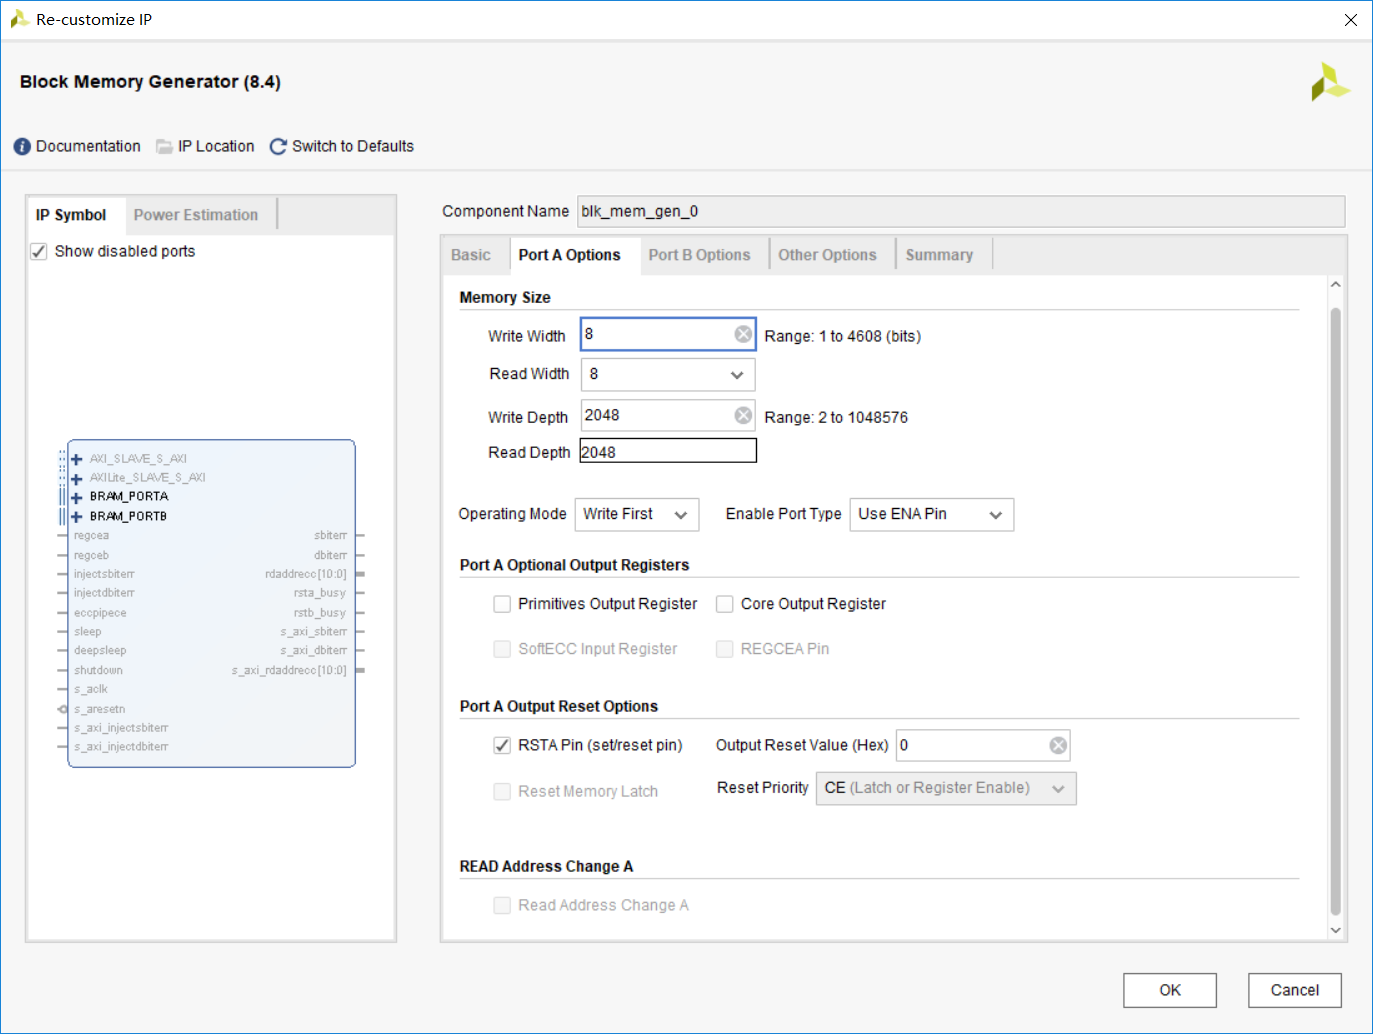 Re-customize IP
Block Memory Generator (8.4)
Documentation IP Location Switch to Defaults
IP Symbol Power Estimation
Show disabled ports
AXI_SLAVE_S_AXI
AXILite_SLAVE_S_AXI
BRAM_PORTA
BRAM_PORTB
regcea sbiterr
regceb dbiterr
injectsbiterr rdaddrecc[10:0]
injectdbiterr rsta_busy
eccpipece rstb_busy
sleep s_axi_sbiterr
deepsleep s_axi_dbiterr
shutdown s_axi_rdaddrecc[10:0]
s_aclk
s_aresetn
s_axi_injectsbiterr
s_axi_injectdbiterr
Component Name blk_mem_gen_0
Basic Port A Options Port B Options Other Options Summary
Memory Size
Write Width 8 Range: 1 to 4608 (bits)
Read Width 8
Write Depth 2048 Range: 2 to 1048576
Read Depth 2048
Operating Mode Write First Enable Port Type Use ENA Pin
Port A Optional Output Registers
Primitives Output Register Core Output Register
SoftECC Input Register REGCEA Pin
Port A Output Reset Options
RSTA Pin (set/reset pin) Output Reset Value (Hex) 0
Reset Memory Latch Reset Priority CE (Latch or Register Enable)
READ Address Change A
Read Address Change A
OK Cancel